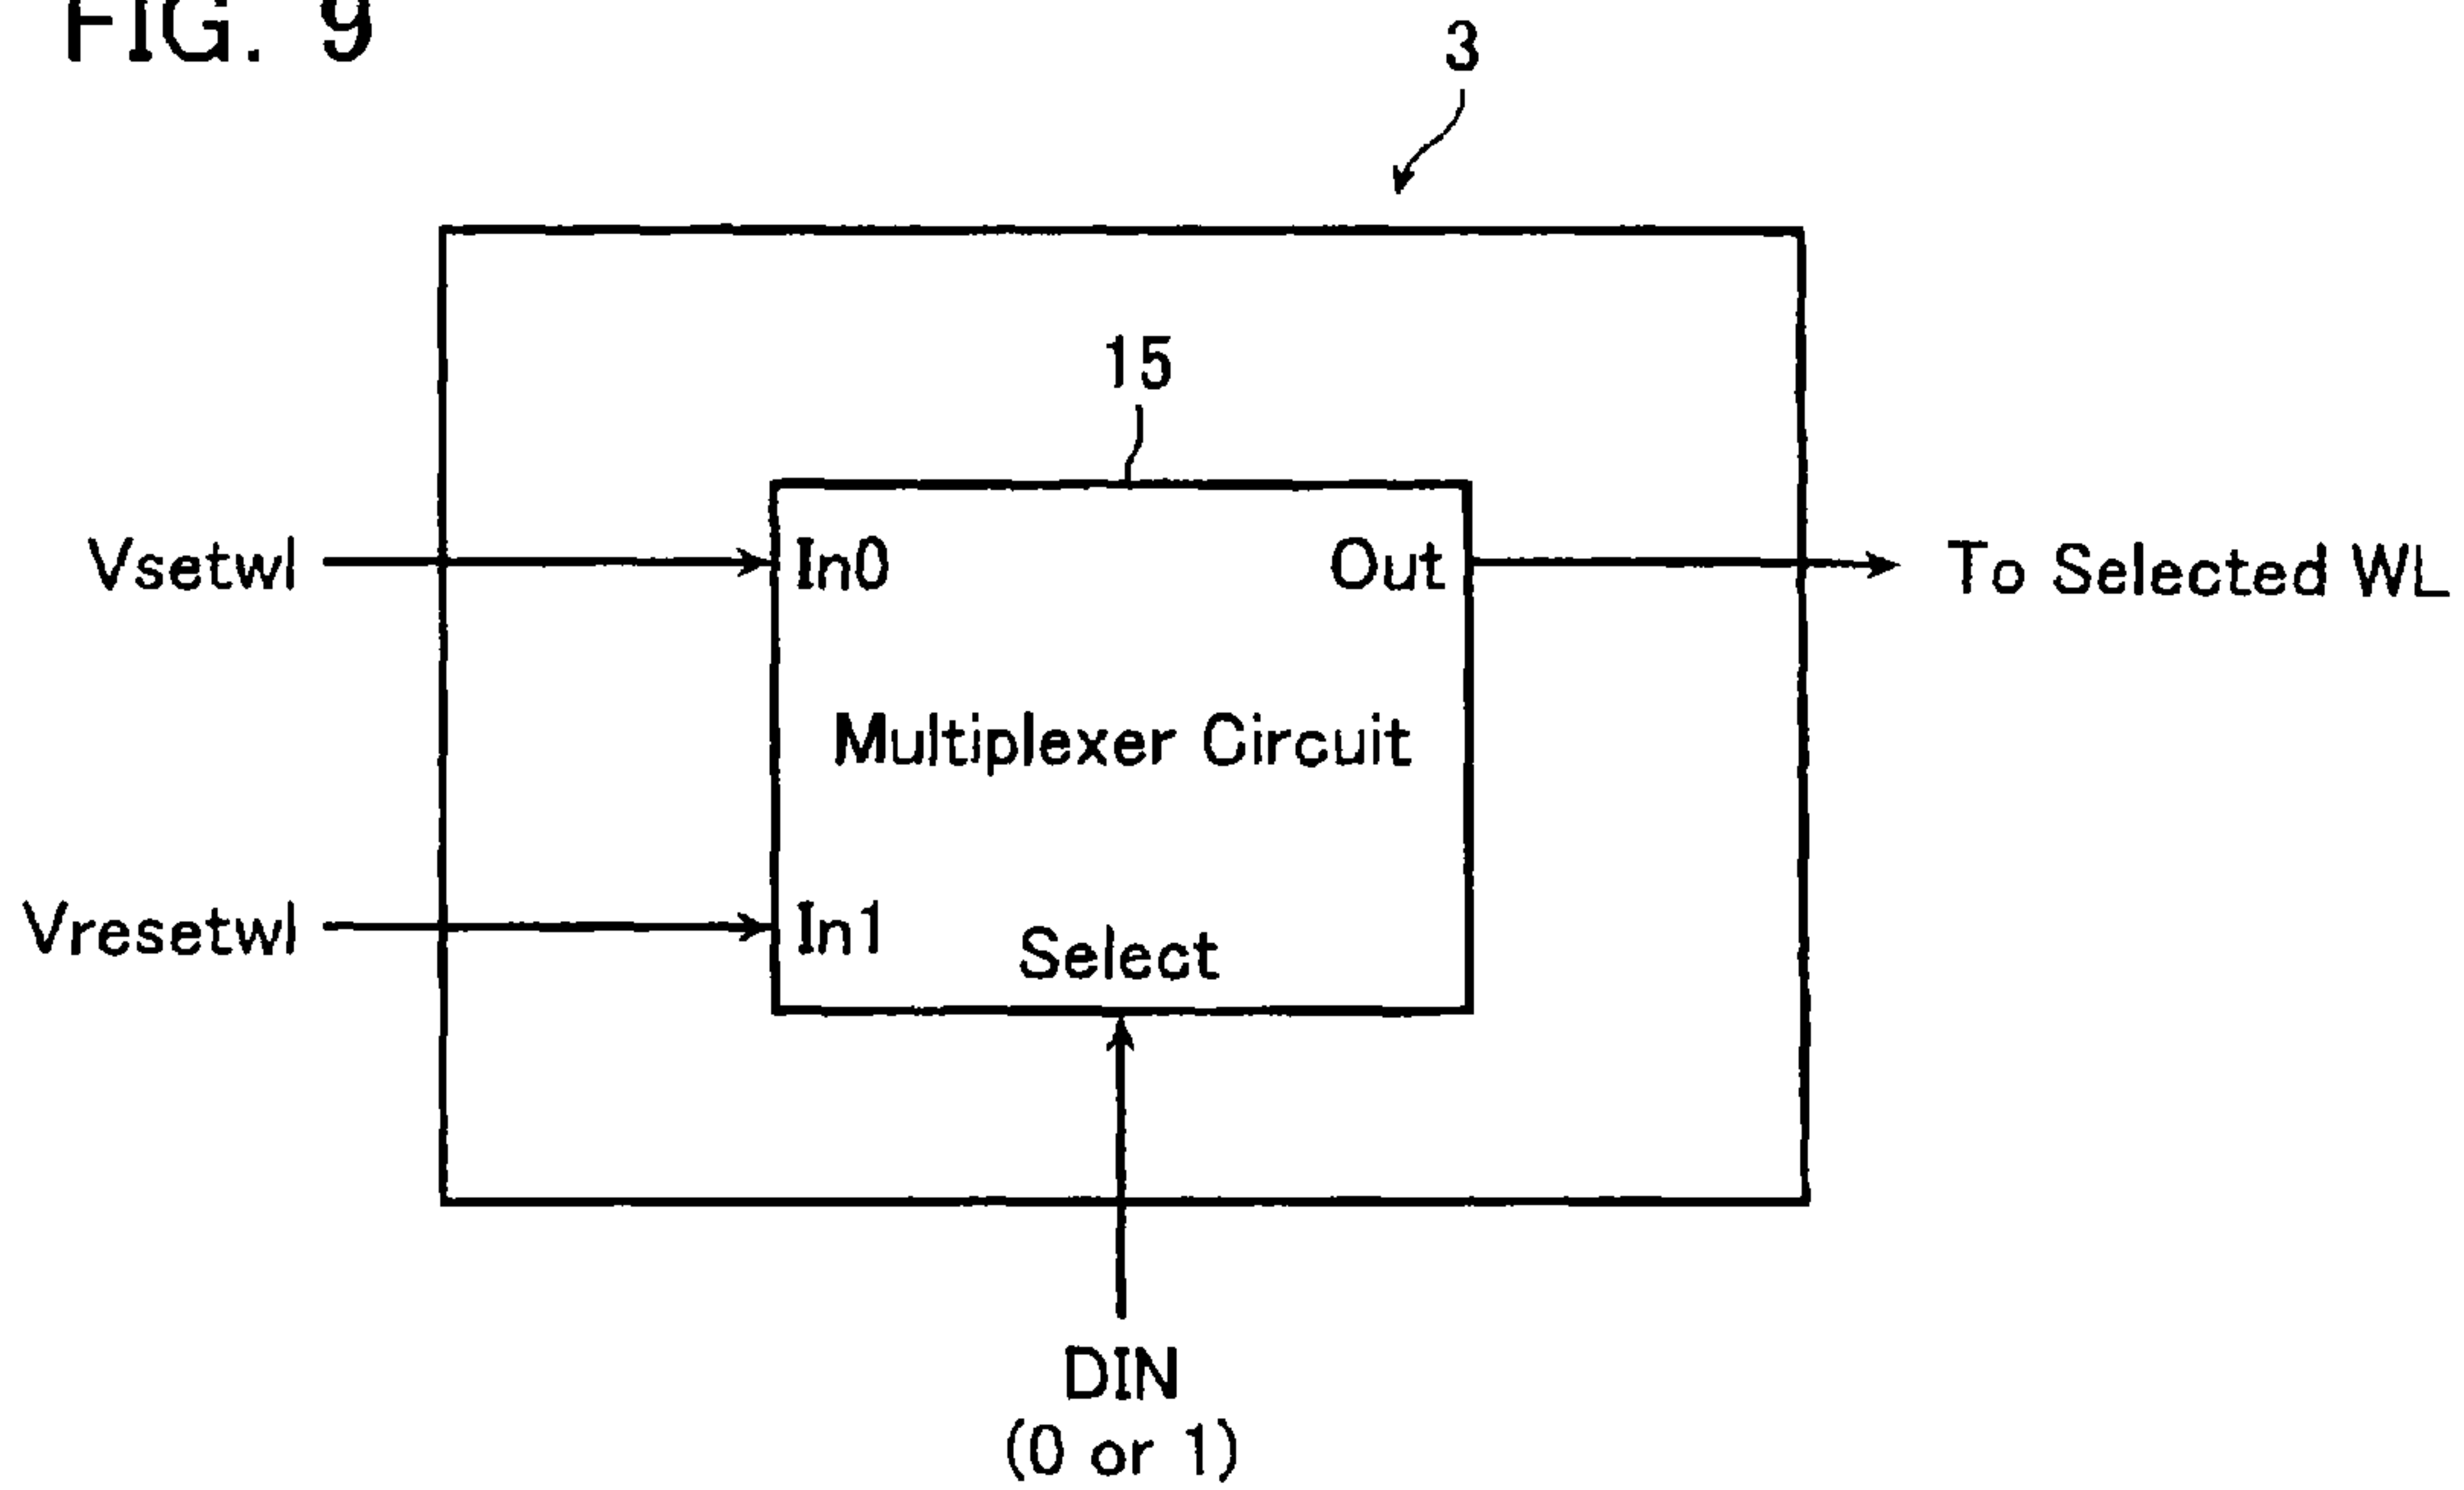 FIG. 9
3
15
Vsetwl
In0
Out
To Selected WL
Multiplexer Circuit
Vresetwl
In1
Select
DIN
(0 or 1)